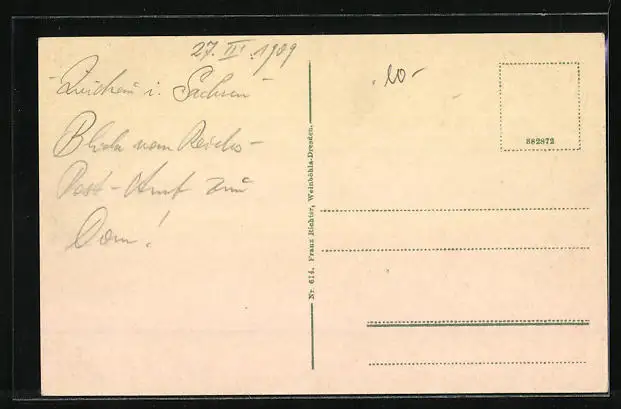 27. III. 1909
Zwickau i. Sachsen
Blick vom Reichs-
Post-Amt zum
Dom!
10.-
882872
Nr. 614. Franz Richter, Weinböhla-Dresden.